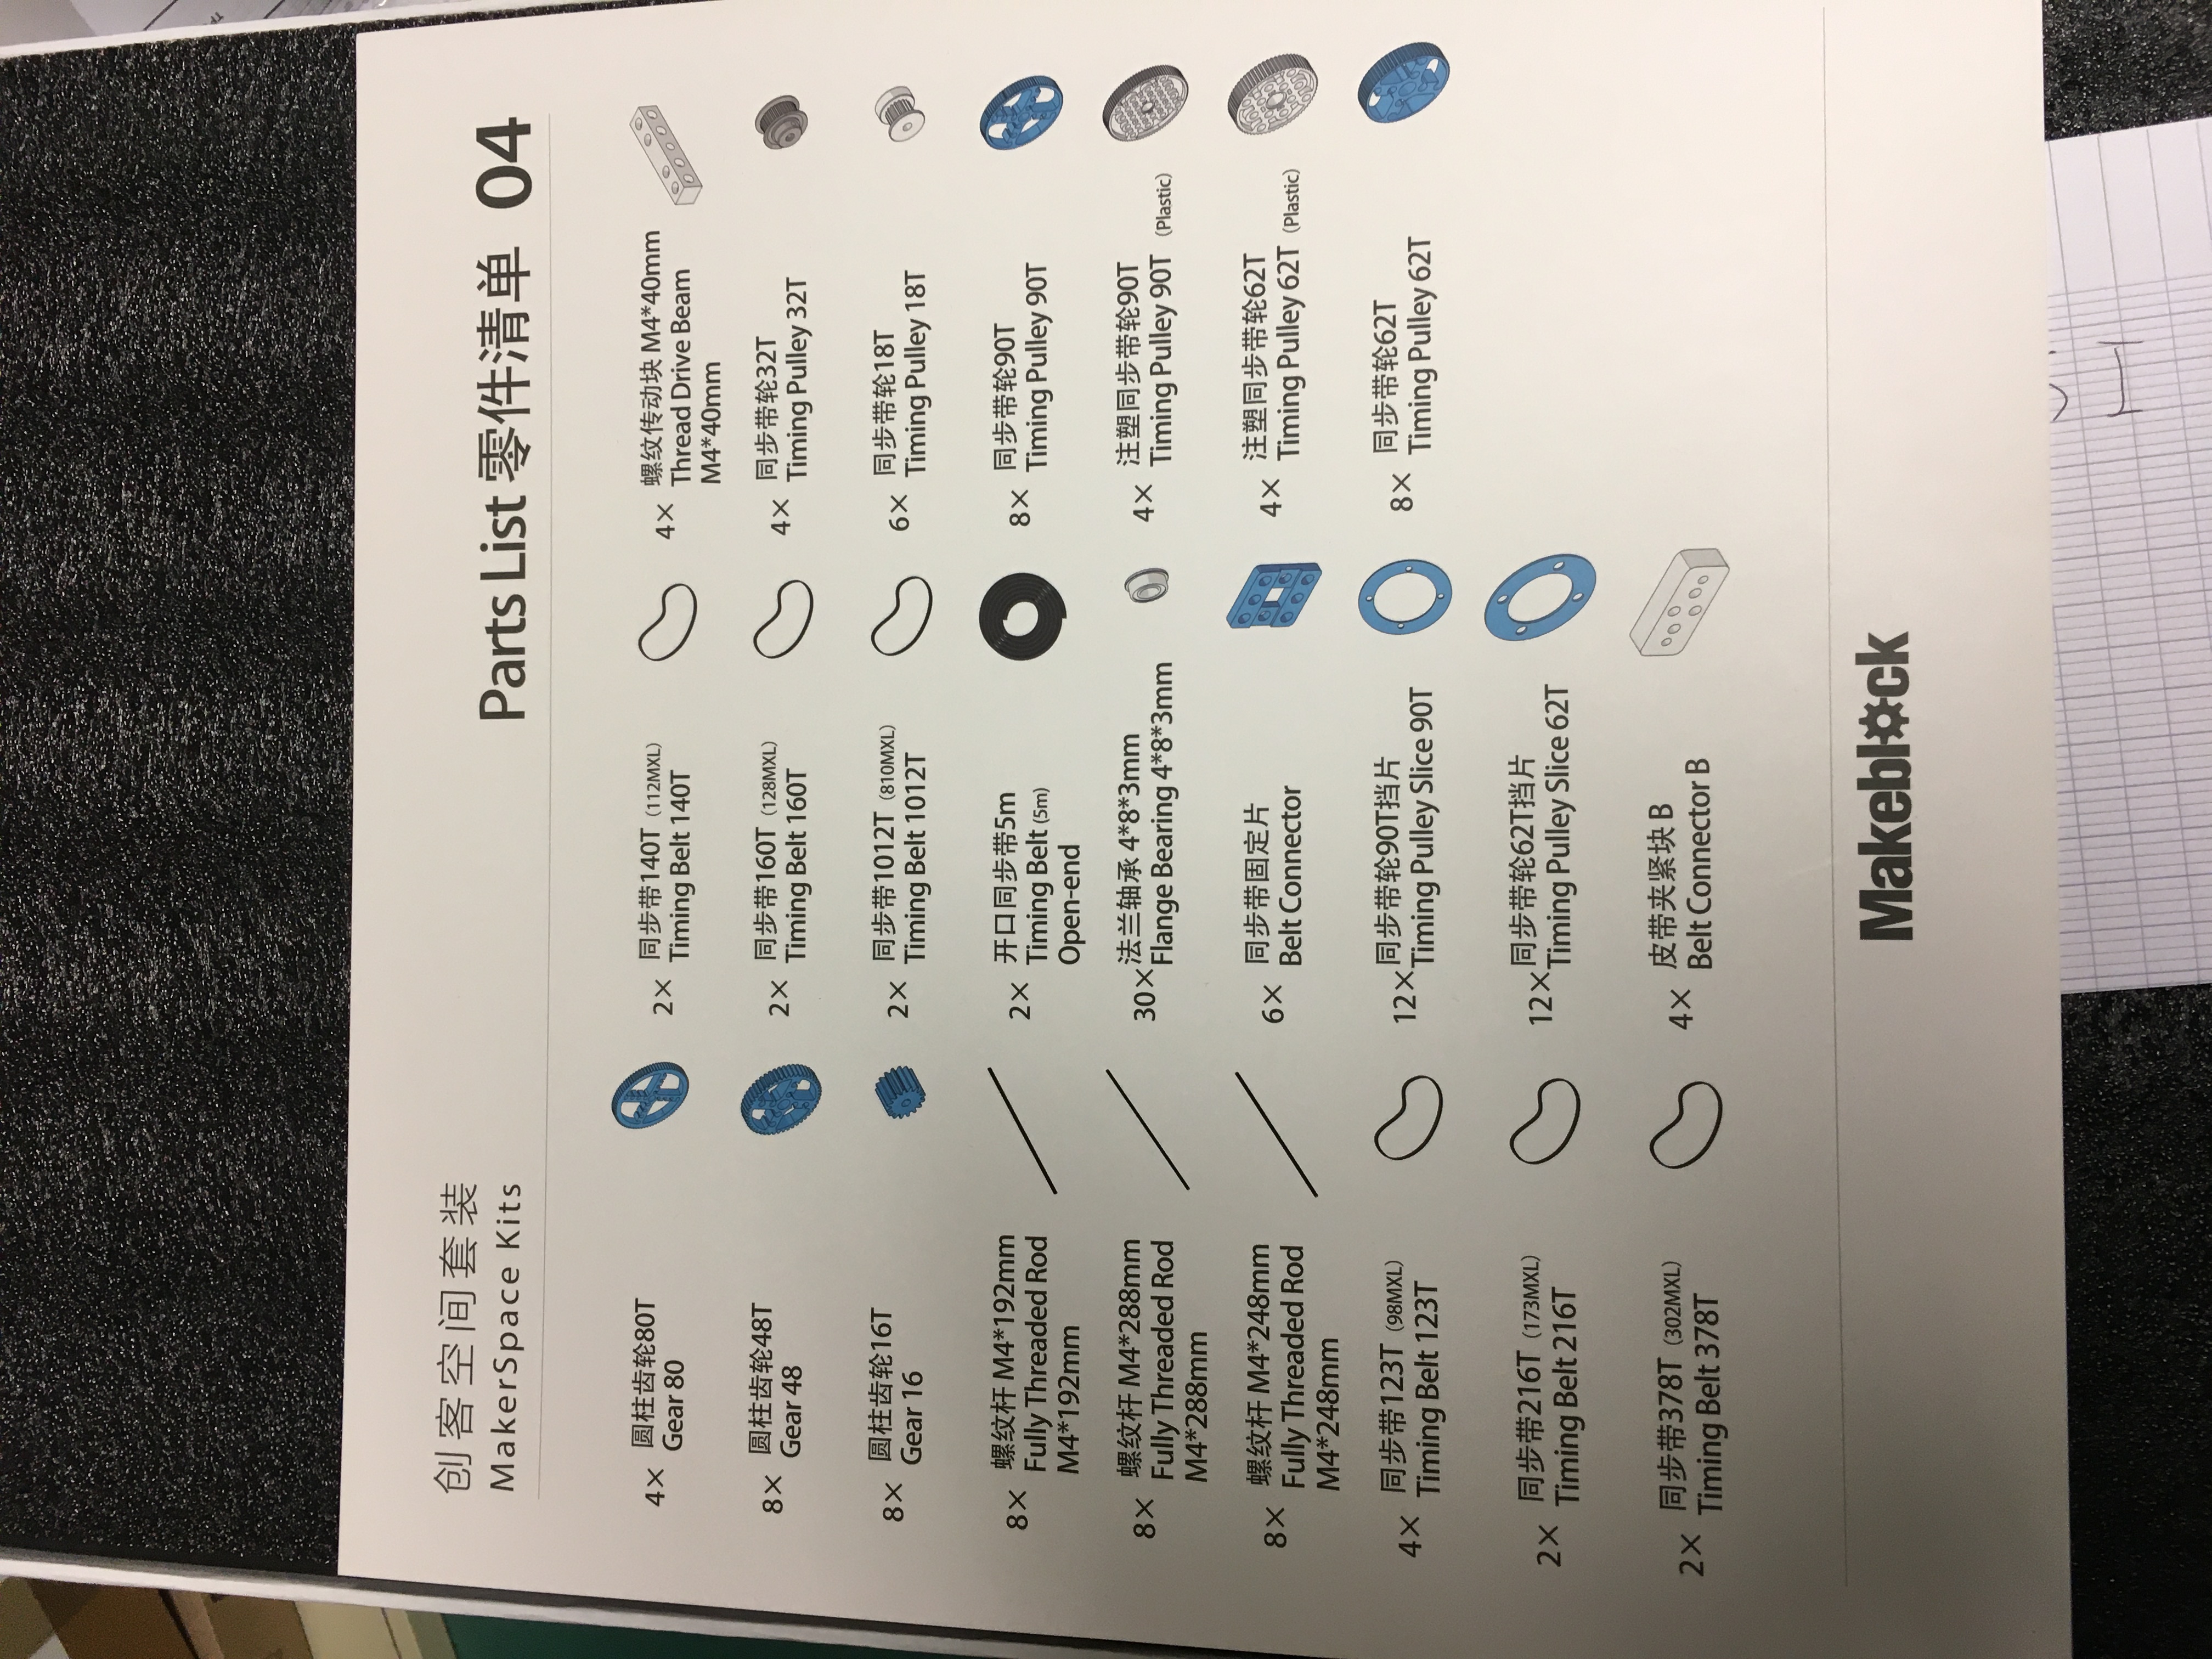 创客空间套装
MakerSpace Kits
Parts List 零件清单 04
4× 圆柱齿轮80T
Gear 80
8× 圆柱齿轮48T
Gear 48
8× 圆柱齿轮16T
Gear 16
8× 螺纹杆 M4*192mm
Fully Threaded Rod
M4*192mm
8× 螺纹杆 M4*288mm
Fully Threaded Rod
M4*288mm
8× 螺纹杆 M4*248mm
Fully Threaded Rod
M4*248mm
4× 同步带123T (98MXL)
Timing Belt 123T
2× 同步带216T (173MXL)
Timing Belt 216T
2× 同步带378T (302MXL)
Timing Belt 378T
2× 同步带140T (112MXL)
Timing Belt 140T
2× 同步带160T (128MXL)
Timing Belt 160T
2× 同步带1012T (810MXL)
Timing Belt 1012T
2× 开口同步带5m
Timing Belt (5m)
Open-end
30× 法兰轴承 4*8*3mm
Flange Bearing 4*8*3mm
6× 同步带固定片
Belt Connector
12× 同步带轮90T挡片
Timing Pulley Slice 90T
12× 同步带轮62T挡片
Timing Pulley Slice 62T
4× 皮带夹紧块 B
Belt Connector B
4× 螺纹传动块 M4*40mm
Thread Drive Beam
M4*40mm
4× 同步带轮32T
Timing Pulley 32T
6× 同步带轮18T
Timing Pulley 18T
8× 同步带轮90T
Timing Pulley 90T
4× 注塑同步带轮90T
Timing Pulley 90T (Plastic)
4× 注塑同步带轮62T
Timing Pulley 62T (Plastic)
8× 同步带轮62T
Timing Pulley 62T
Makeblock